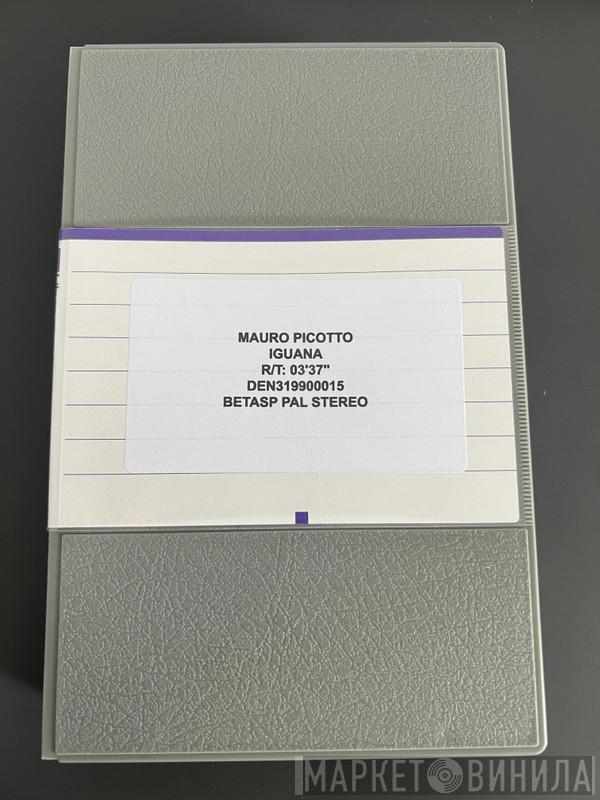 MAURO PICOTTO
IGUANA
R/T: 03'37"
DEN319900015
BETASP PAL STEREO
МАРКЕТ ВИНИЛА